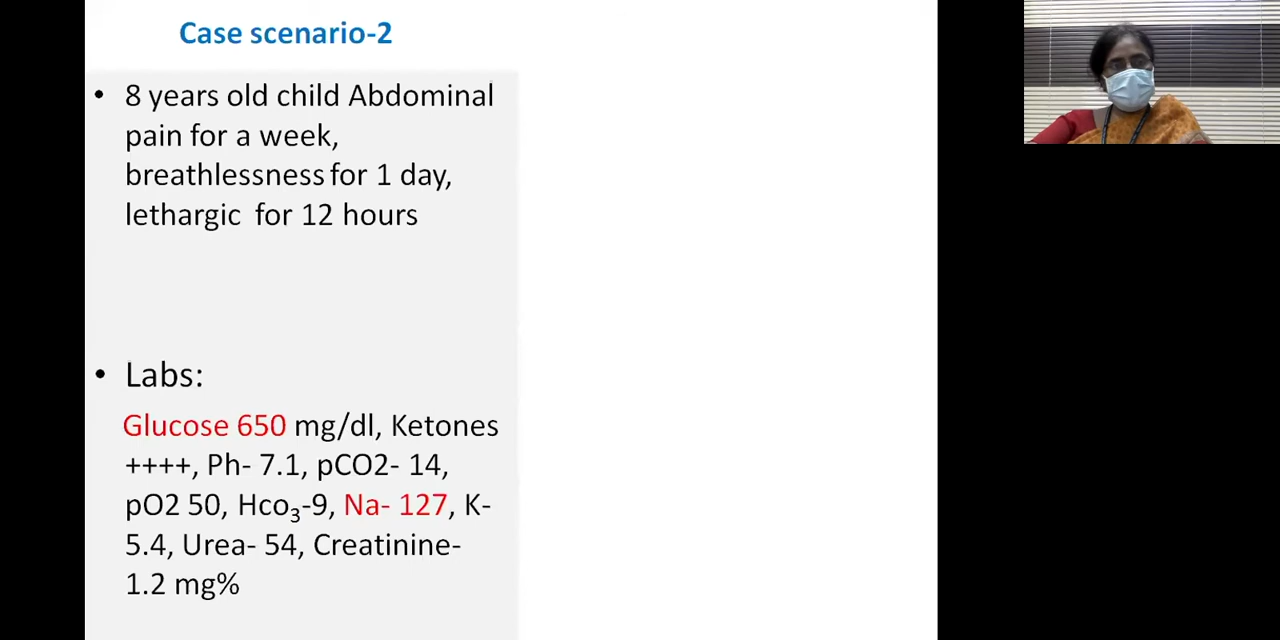 Case scenario-2
• 8 years old child Abdominal
pain for a week,
breathlessness for 1 day,
lethargic for 12 hours
• Labs:
Glucose 650 mg/dl, Ketones
++++, Ph- 7.1, pCO2- 14,
pO2 50, Hco₃-9, Na- 127, K-
5.4, Urea- 54, Creatinine-
1.2 mg%